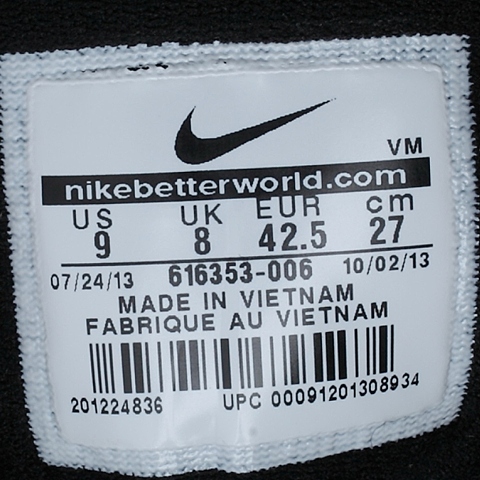 VM
nikebetterworld.com
US UK EUR cm
9 8 42.5 27
07/24/13 616353-006 10/02/13
MADE IN VIETNAM
FABRIQUE AU VIETNAM
201224836 UPC 00091201308934